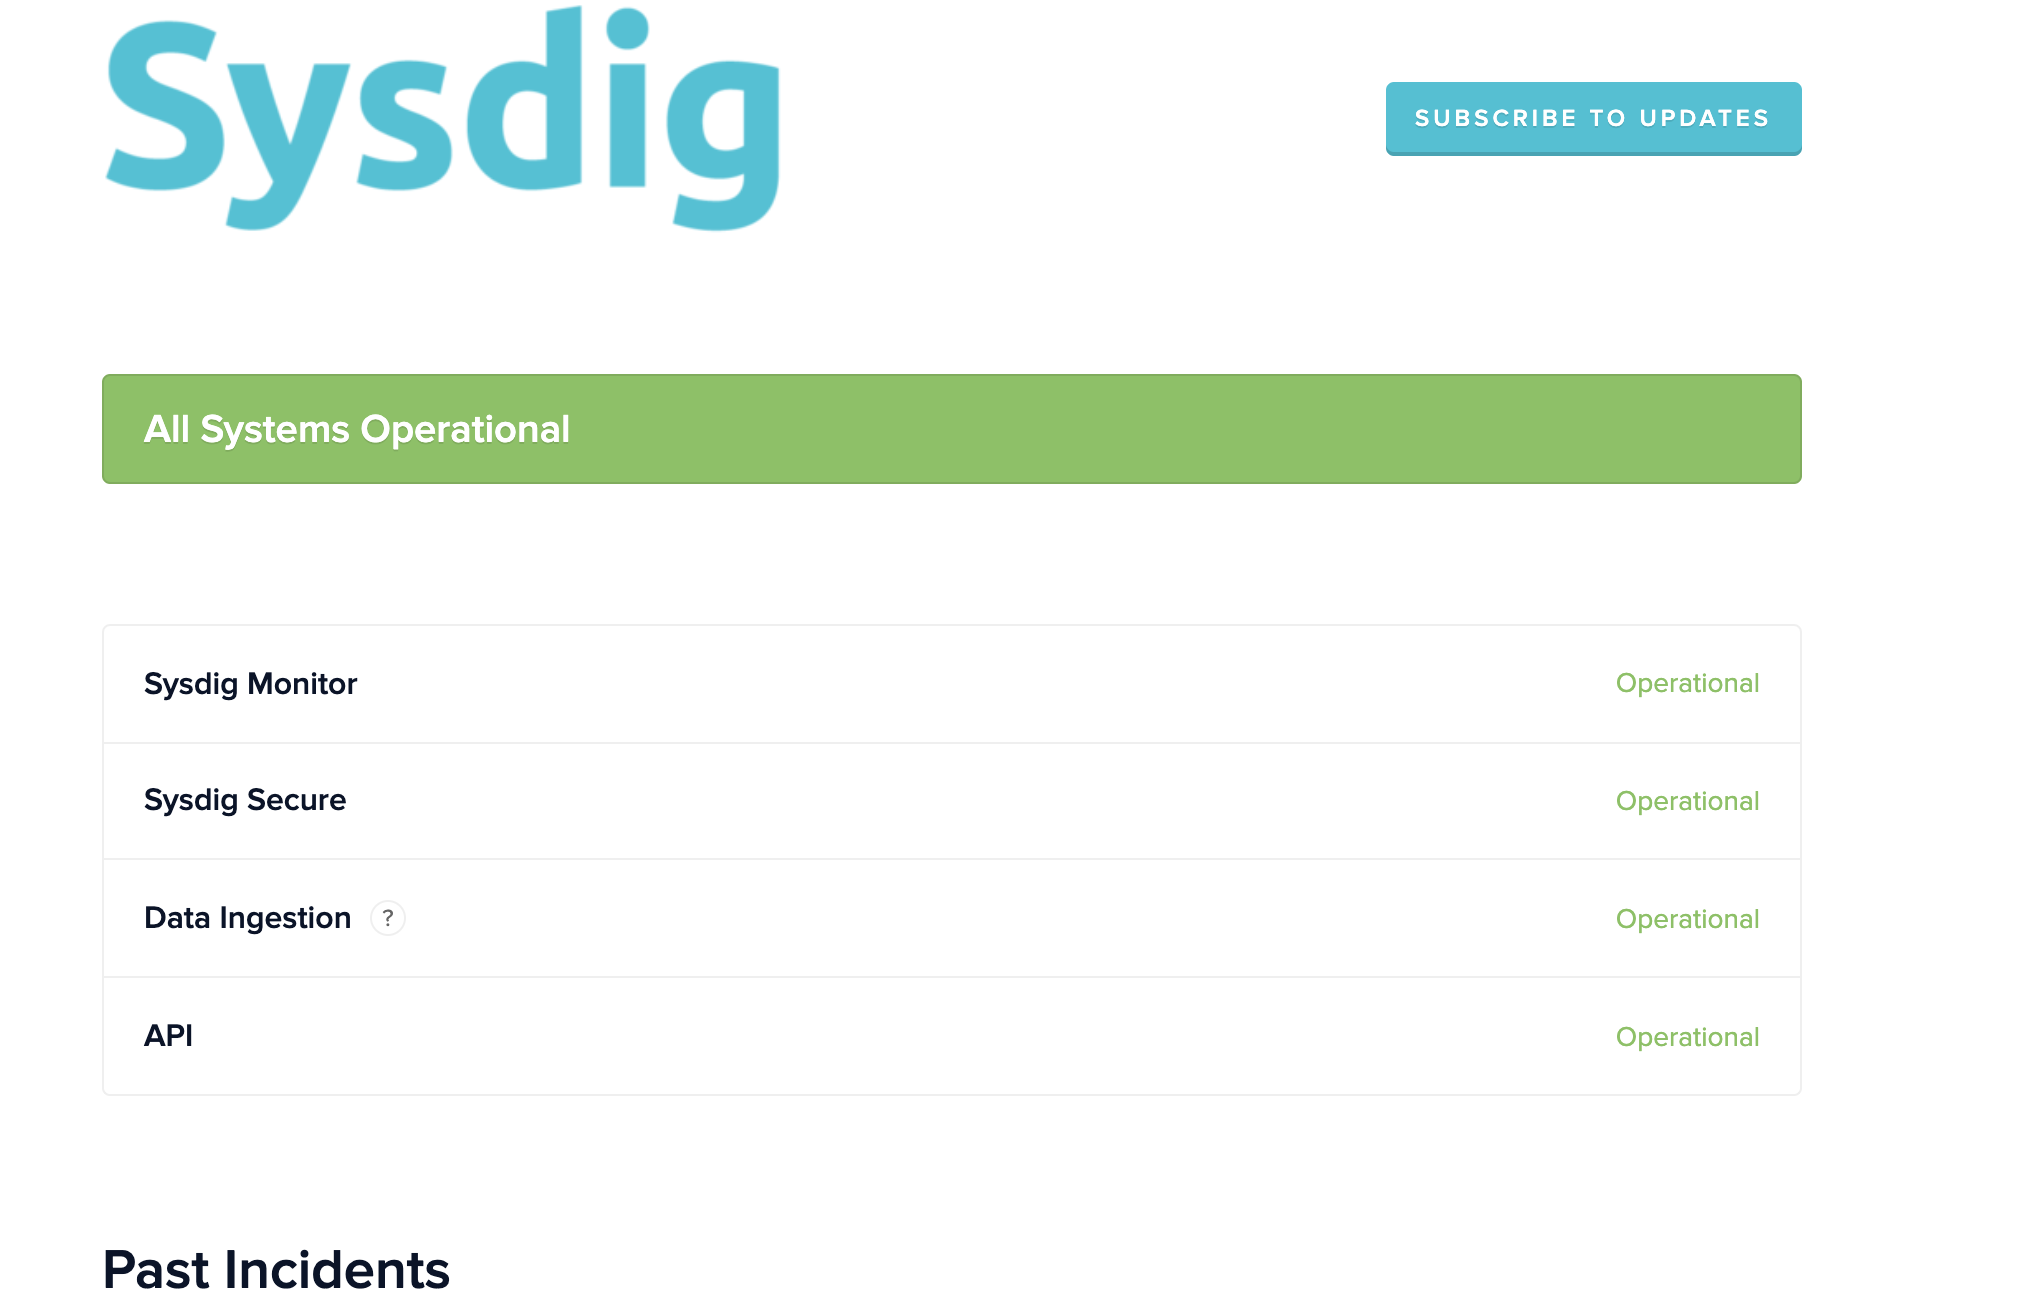 Sysdig
SUBSCRIBE TO UPDATES
All Systems Operational
Sysdig Monitor Operational
Sysdig Secure Operational
Data Ingestion ? Operational
API Operational
Past Incidents